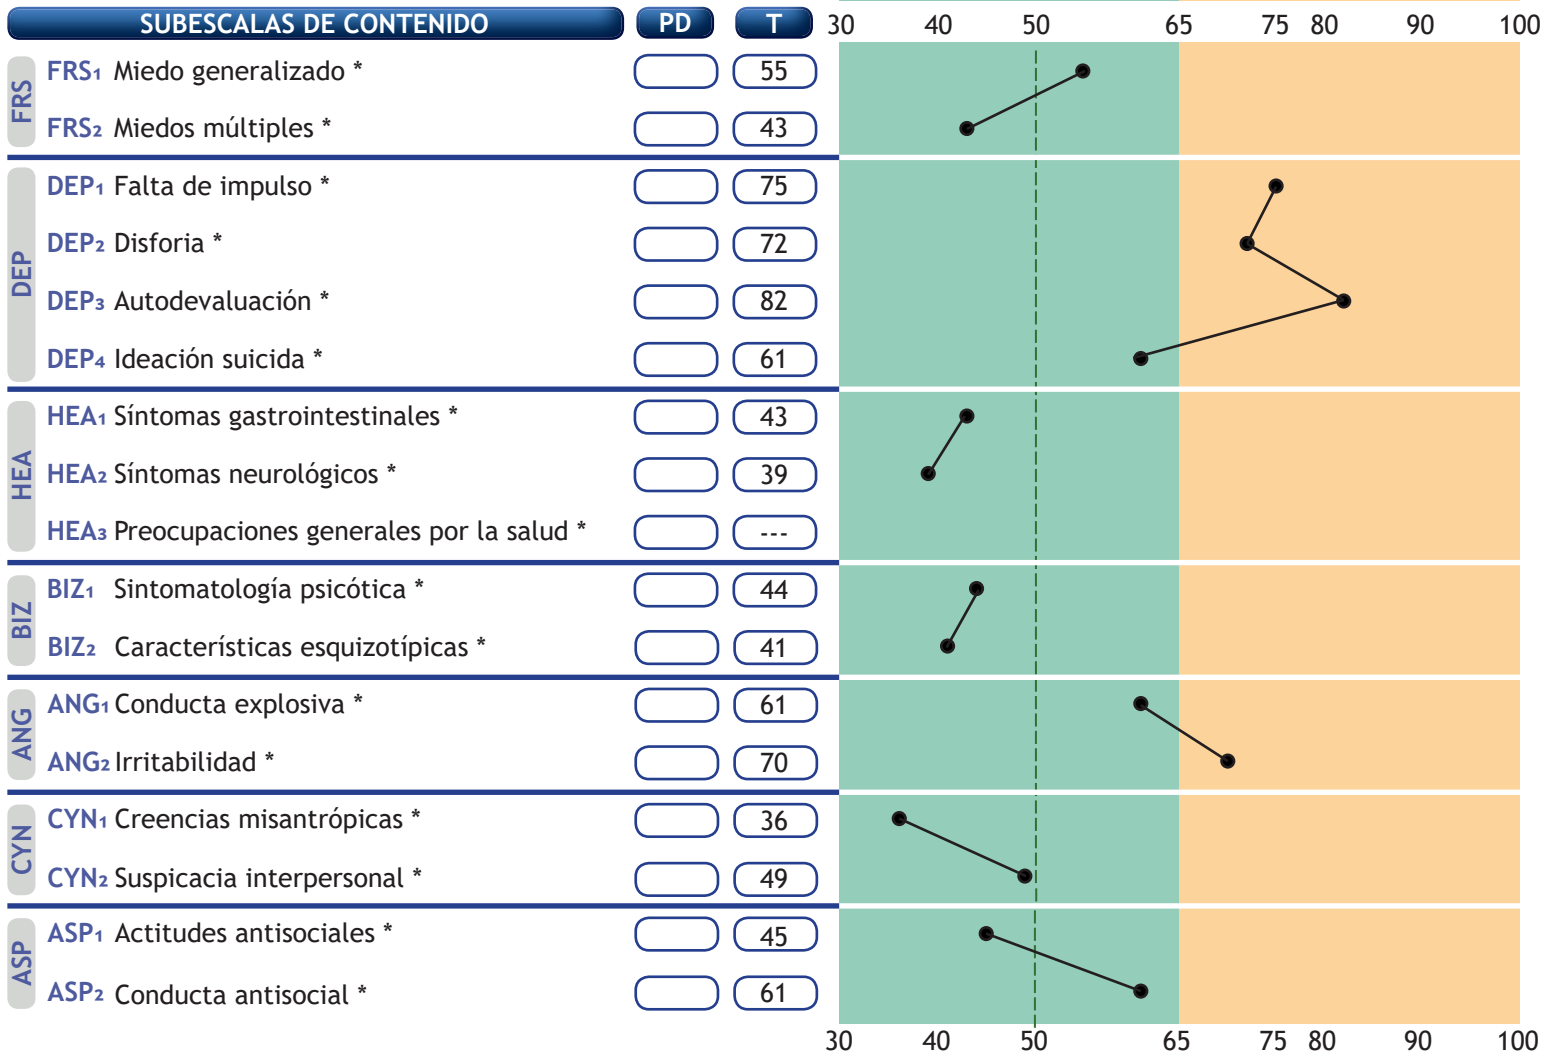 SUBESCALAS DE CONTENIDO PD T 30 40 50 65 75 80 90 100
FRS
FRS1 Miedo generalizado * 55
FRS2 Miedos múltiples * 43
DEP
DEP1 Falta de impulso * 75
DEP2 Disforia * 72
DEP3 Autodevaluación * 82
DEP4 Ideación suicida * 61
HEA
HEA1 Síntomas gastrointestinales * 43
HEA2 Síntomas neurológicos * 39
HEA3 Preocupaciones generales por la salud * ---
BIZ
BIZ1 Sintomatología psicótica * 44
BIZ2 Características esquizotípicas * 41
ANG
ANG1 Conducta explosiva * 61
ANG2 Irritabilidad * 70
CYN
CYN1 Creencias misantrópicas * 36
CYN2 Suspicacia interpersonal * 49
ASP
ASP1 Actitudes antisociales * 45
ASP2 Conducta antisocial * 61
30 40 50 65 75 80 90 100